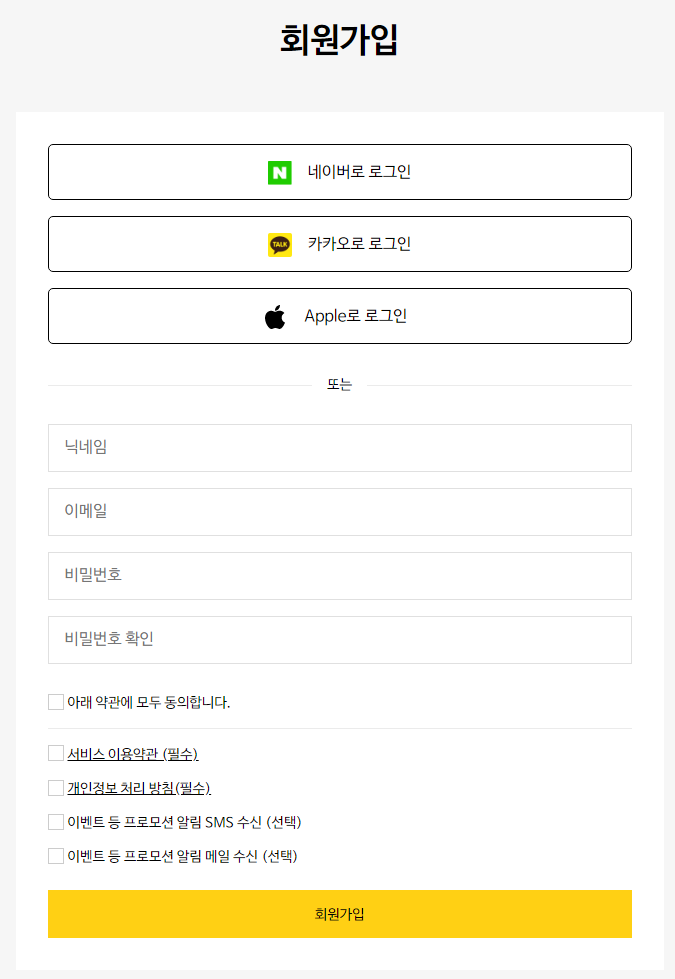 회원가입
N 네이버로 로그인
TALK 카카오로 로그인
Apple로 로그인
또는
닉네임
이메일
비밀번호
비밀번호 확인
아래 약관에 모두 동의합니다.
서비스 이용약관 (필수)
개인정보 처리 방침(필수)
이벤트 등 프로모션 알림 SMS 수신 (선택)
이벤트 등 프로모션 알림 메일 수신 (선택)
회원가입